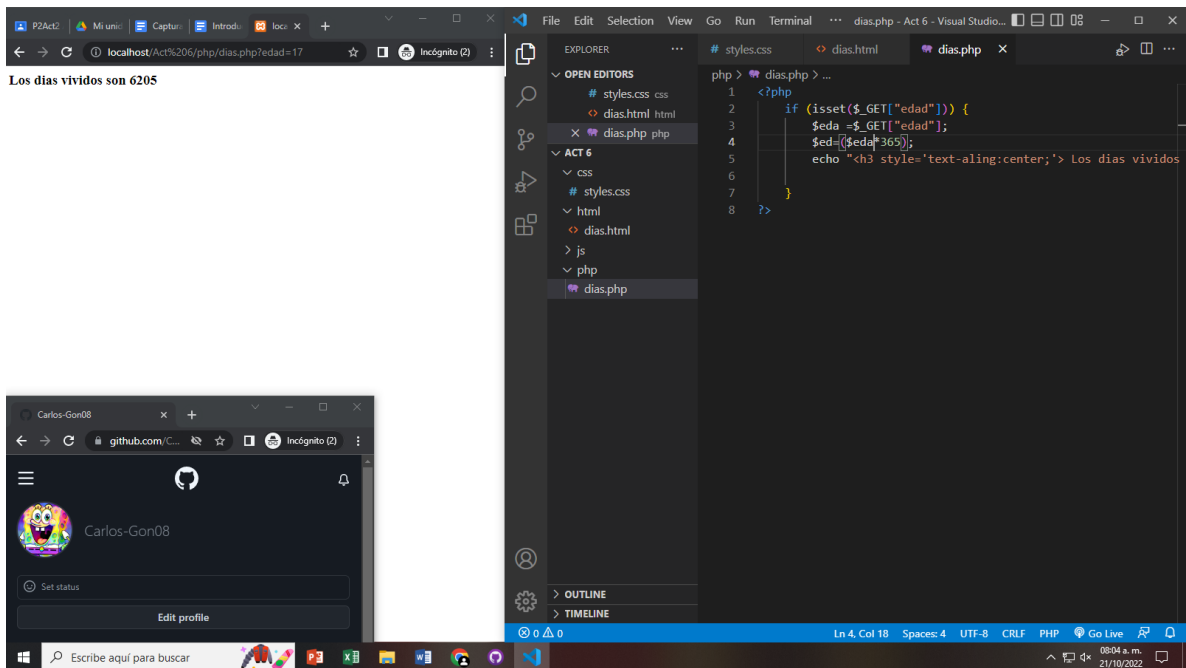 P2Act2
Mi unid
Captura
Introdu
loca
localhost/Act%206/php/dias.php?edad=17
Incógnito (2)
Los dias vividos son 6205
Carlos-Gon08
github.com/C...
Incógnito (2)
Carlos-Gon08
Set status
Edit profile
File Edit Selection View Go Run Terminal ··· dias.php - Act 6 - Visual Studio...
EXPLORER ···
OPEN EDITORS
# styles.css css
<> dias.html html
dias.php php
ACT 6
css
# styles.css
html
<> dias.html
js
php
dias.php
OUTLINE
TIMELINE
# styles.css <> dias.html dias.php
php > dias.php > ...
1 <?php
2 if (isset($_GET["edad"])) {
3 $eda =$_GET["edad"];
4 $ed=($eda*365);
5 echo "<h3 style='text-aling:center;'> Los dias vividos
6
7 }
8 ?>
0 0 Ln 4, Col 18 Spaces: 4 UTF-8 CRLF PHP Go Live
Escribe aquí para buscar
08:04 a. m.
21/10/2022